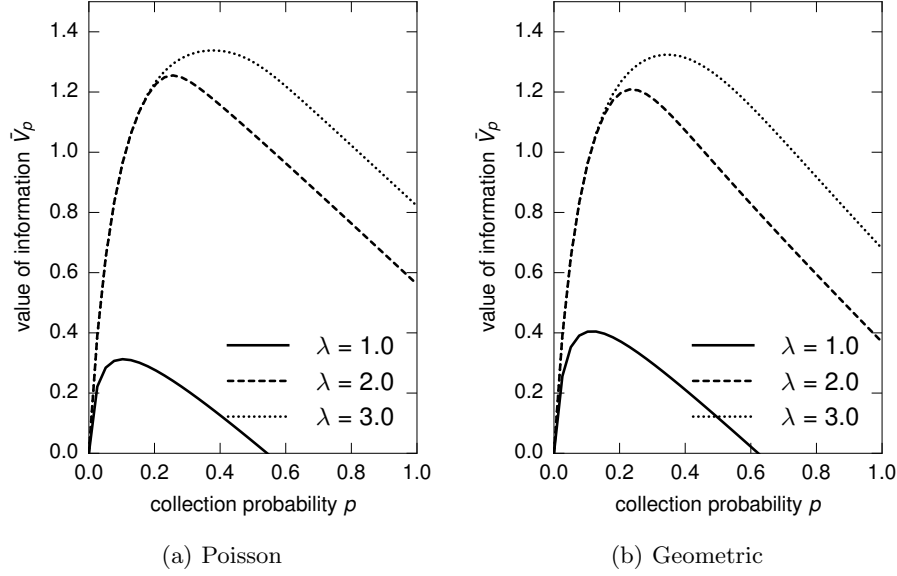 1.4
1.2
1.0
0.8
0.6
0.4
0.2
0.0
value of information V̄ₚ
λ = 1.0
λ = 2.0
λ = 3.0
0.0 0.2 0.4 0.6 0.8 1.0
collection probability p
(a) Poisson
1.4
1.2
1.0
0.8
0.6
0.4
0.2
0.0
value of information V̄ₚ
λ = 1.0
λ = 2.0
λ = 3.0
0.0 0.2 0.4 0.6 0.8 1.0
collection probability p
(b) Geometric